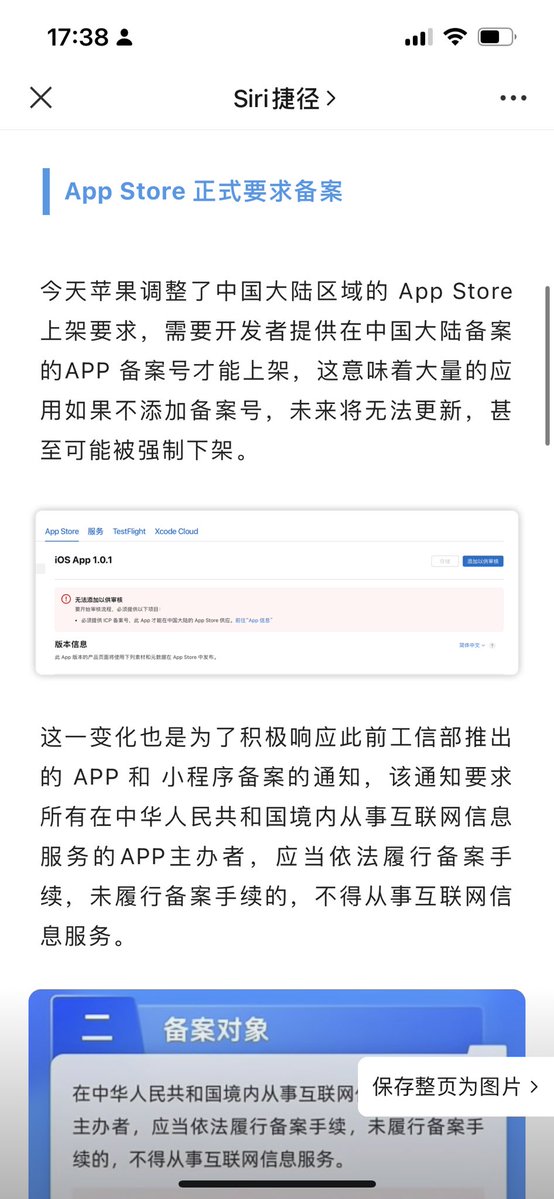 17:38
Siri捷径
App Store 正式要求备案
今天苹果调整了中国大陆区域的 App Store
上架要求，需要开发者提供在中国大陆备案
的APP 备案号才能上架，这意味着大量的应
用如果不添加备案号，未来将无法更新，甚
至可能被强制下架。
App Store 服务 TestFlight Xcode Cloud
iOS App 1.0.1
存储 添加以供审核
无法添加以供审核
要开始审核流程，必须提供以下项目：
• 必须提供 ICP 备案号，此 App 才能在中国大陆的 App Store 供应。前往“App 信息”
版本信息
简体中文
此 App 版本的产品页面将使用下列素材和元数据在 App Store 中发布。
这一变化也是为了积极响应此前工信部推出
的 APP 和 小程序备案的通知，该通知要求
所有在中华人民共和国境内从事互联网信息
服务的APP主办者，应当依法履行备案手
续，未履行备案手续的，不得从事互联网信
息服务。
二 备案对象
在中华人民共和国境内从事互联网
保存整页为图片
主办者，应当依法履行备案手续，未履行备案手
续的，不得从事互联网信息服务。